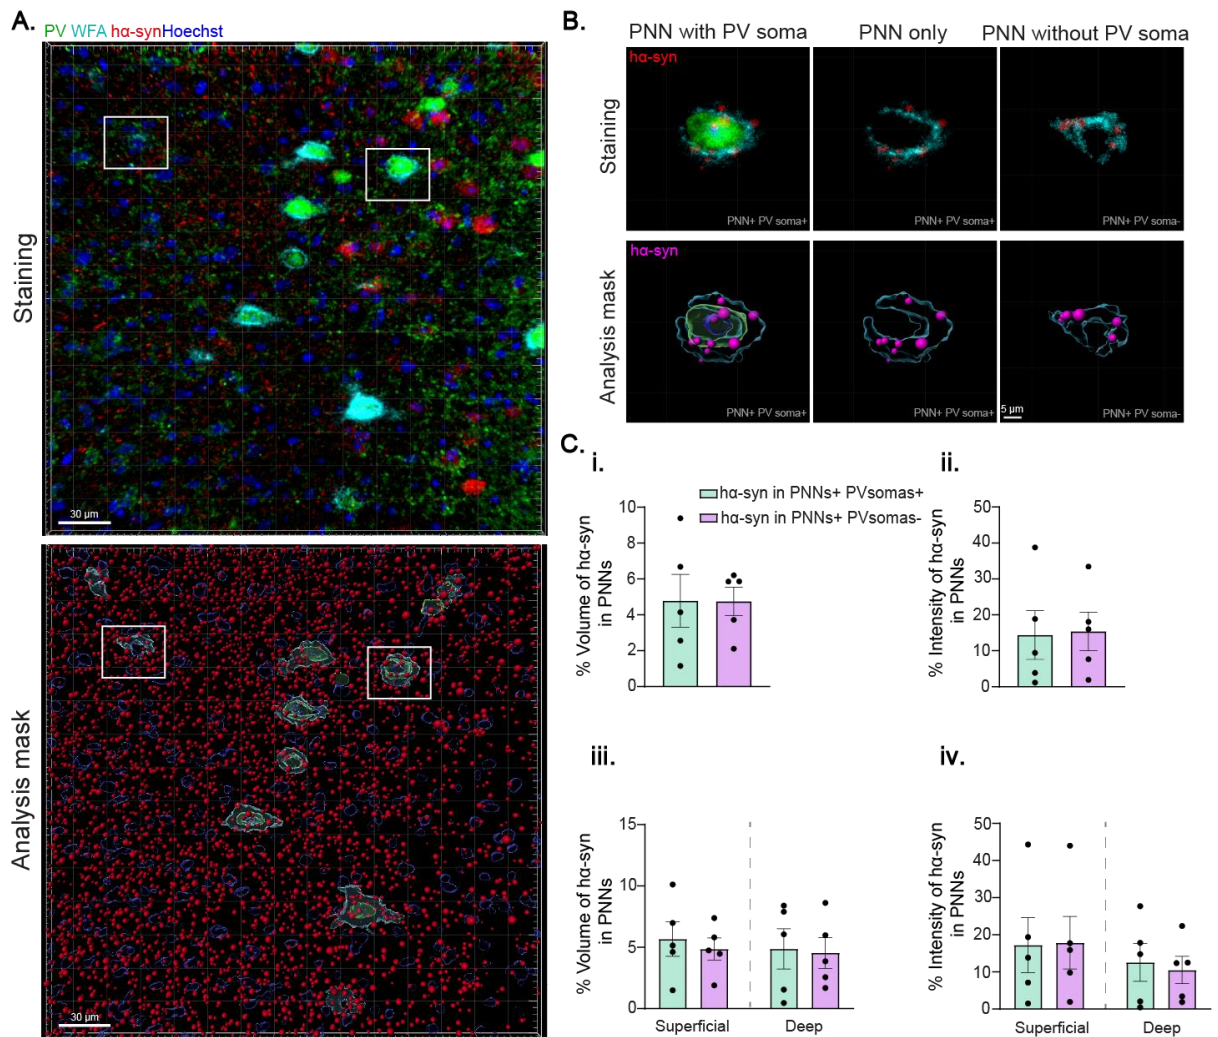 A.
PV WFA hα-synHoechst
Staining
30 µm
Analysis mask
30 µm
B.
PNN with PV soma
PNN only
PNN without PV soma
Staining
hα-syn
PNN+ PV soma+
PNN+ PV soma+
PNN+ PV soma-
Analysis mask
hα-syn
PNN+ PV soma+
PNN+ PV soma+
5 µm
PNN+ PV soma-
C.
i.
hα-syn in PNNs+ PVsomas+
hα-syn in PNNs+ PVsomas-
% Volume of hα-syn
in PNNs
10
8
6
4
2
0
ii.
% Intensity of hα-syn
in PNNs
50
40
30
20
10
0
iii.
% Volume of hα-syn
in PNNs
15
10
5
0
Superficial
Deep
iv.
% Intensity of hα-syn
in PNNs
50
40
30
20
10
0
Superficial
Deep